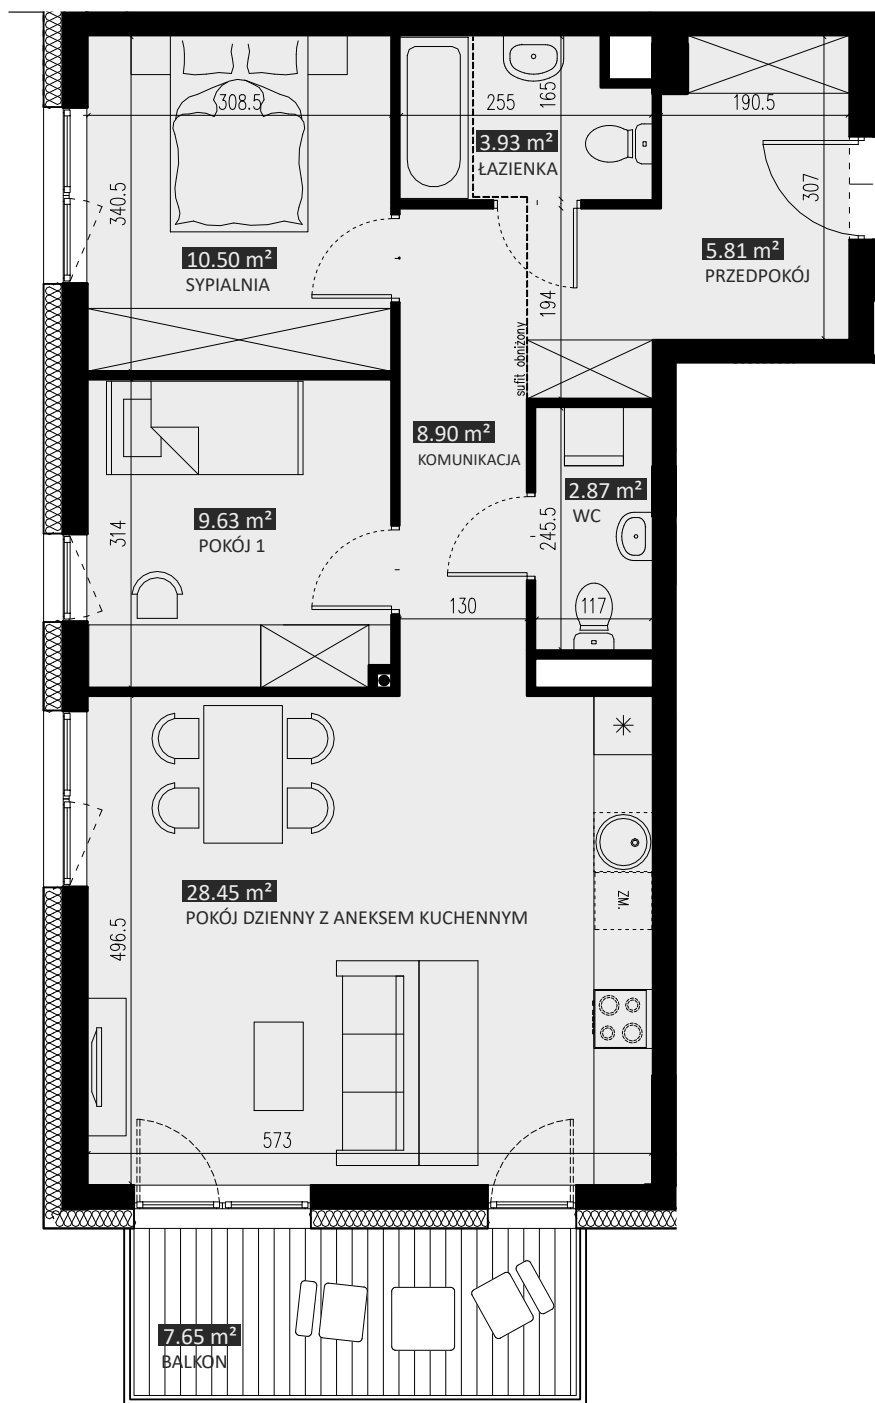 308.5
255
165
190.5
3.93 m²
ŁAZIENKA
340.5
307
10.50 m²
SYPIALNIA
5.81 m²
PRZEDPOKÓJ
194
sufit obniżony
8.90 m²
KOMUNIKACJA
2.87 m²
WC
9.63 m²
POKÓJ 1
314
245.5
130
117
28.45 m²
POKÓJ DZIENNY Z ANEKSEM KUCHENNYM
ZM.
496.5
573
7.65 m²
BALKON